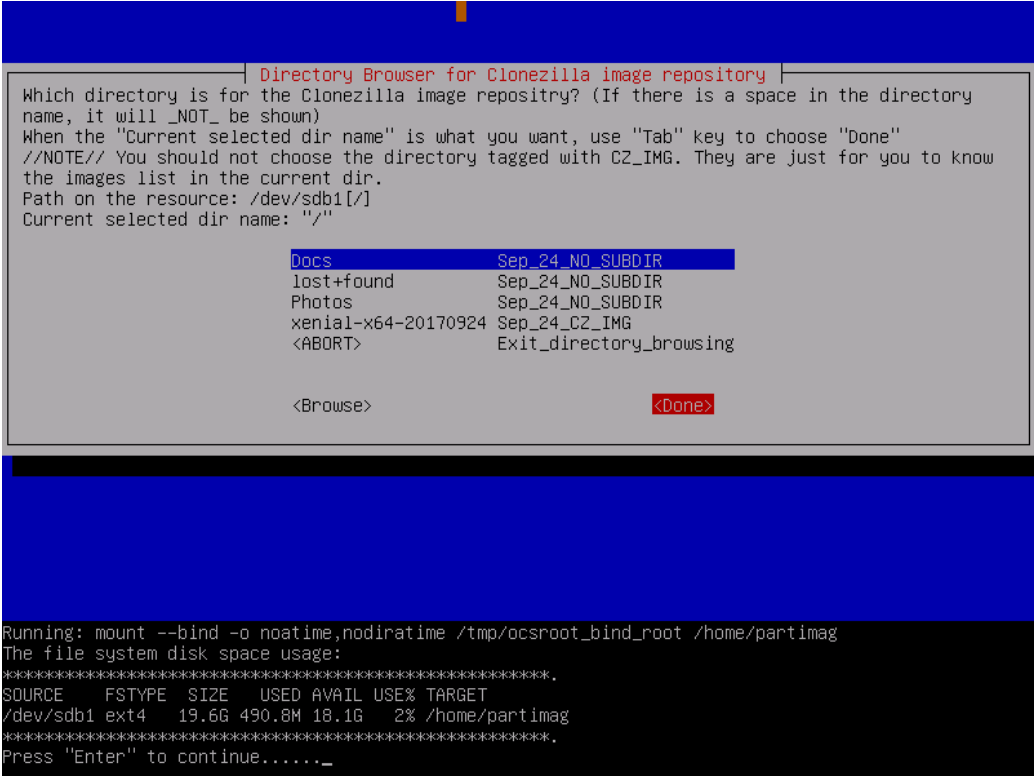 Directory Browser for Clonezilla image repository
Which directory is for the Clonezilla image repositry? (If there is a space in the directory
name, it will _NOT_ be shown)
When the "Current selected dir name" is what you want, use "Tab" key to choose "Done"
//NOTE// You should not choose the directory tagged with CZ_IMG. They are just for you to know
the images list in the current dir.
Path on the resource: /dev/sdb1[/]
Current selected dir name: "/"
Docs Sep_24_NO_SUBDIR
lost+found Sep_24_NO_SUBDIR
Photos Sep_24_NO_SUBDIR
xenial-x64-20170924 Sep_24_CZ_IMG
<ABORT> Exit_directory_browsing
<Browse> <Done>
Running: mount --bind -o noatime,nodiratime /tmp/ocsroot_bind_root /home/partimag
The file system disk space usage:
*****************************************************.
SOURCE FSTYPE SIZE USED AVAIL USE% TARGET
/dev/sdb1 ext4 19.6G 490.8M 18.1G 2% /home/partimag
*****************************************************.
Press "Enter" to continue......_